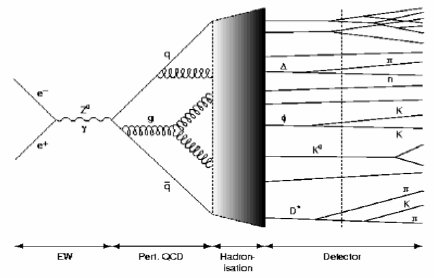 q
Λ
π
n
e⁻
Z⁰
γ
g
φ
K
K
e⁺
K⁰
q̅
π
K
D*
π
EW
Pert. QCD
Hadron-
isation
Detector